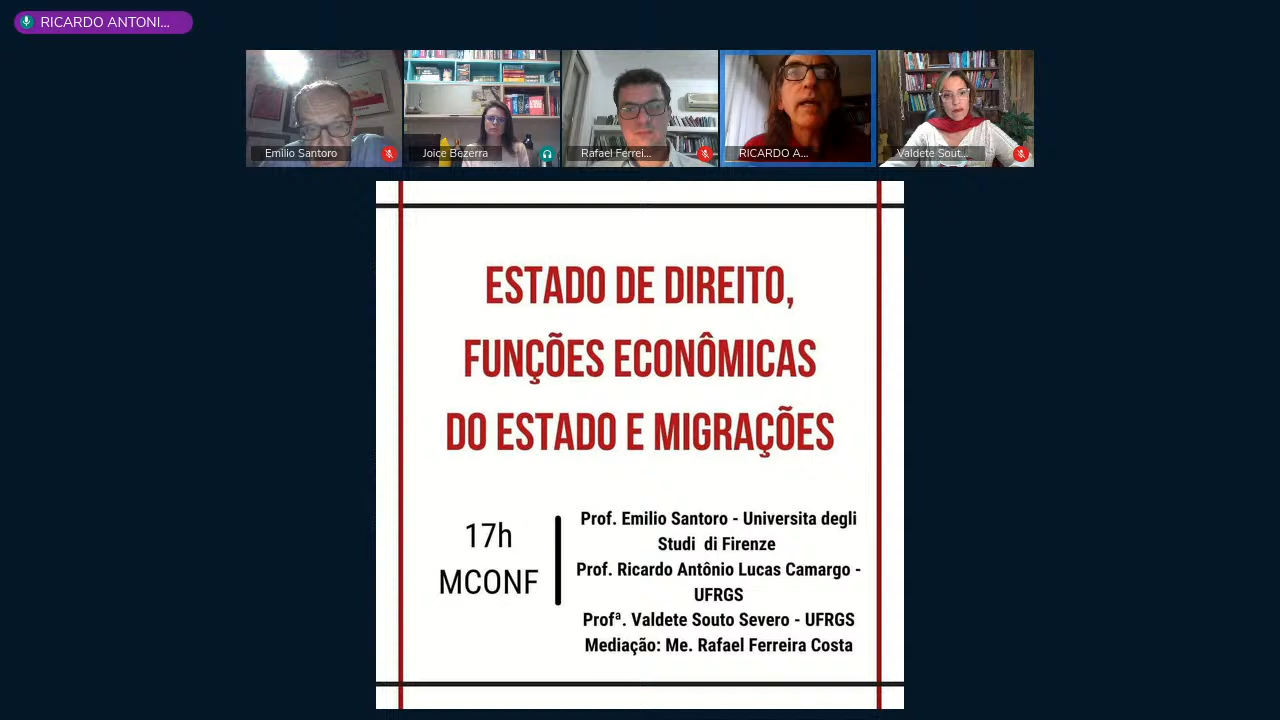 RICARDO ANTONI...
Emilio Santoro
Joice Bezerra
Rafael Ferrei...
RICARDO A...
Valdete Sout...
ESTADO DE DIREITO,
FUNÇÕES ECONÔMICAS
DO ESTADO E MIGRAÇÕES
17h
MCONF
Prof. Emilio Santoro - Universita degli
Studi di Firenze
Prof. Ricardo Antônio Lucas Camargo -
UFRGS
Profª. Valdete Souto Severo - UFRGS
Mediação: Me. Rafael Ferreira Costa